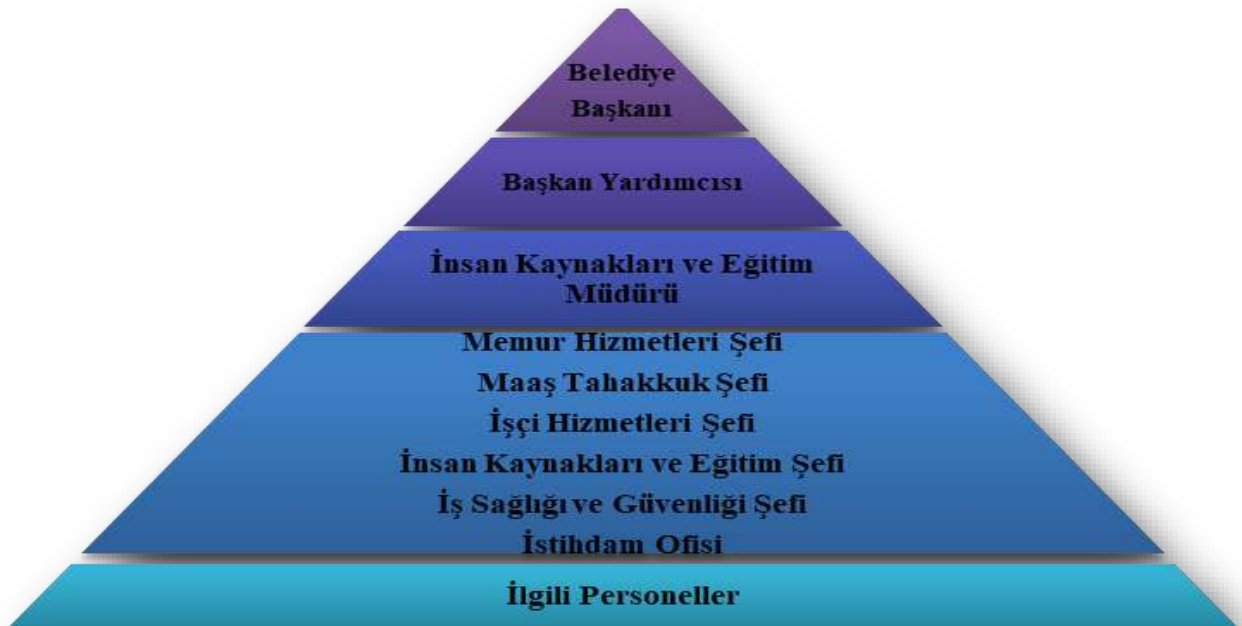 Belediye
Başkanı
Başkan Yardımcısı
İnsan Kaynakları ve Eğitim
Müdürü
Memur Hizmetleri Şefi
Maaş Tahakkuk Şefi
İşçi Hizmetleri Şefi
İnsan Kaynakları ve Eğitim Şefi
İş Sağlığı ve Güvenliği Şefi
İstihdam Ofisi
İlgili Personeller